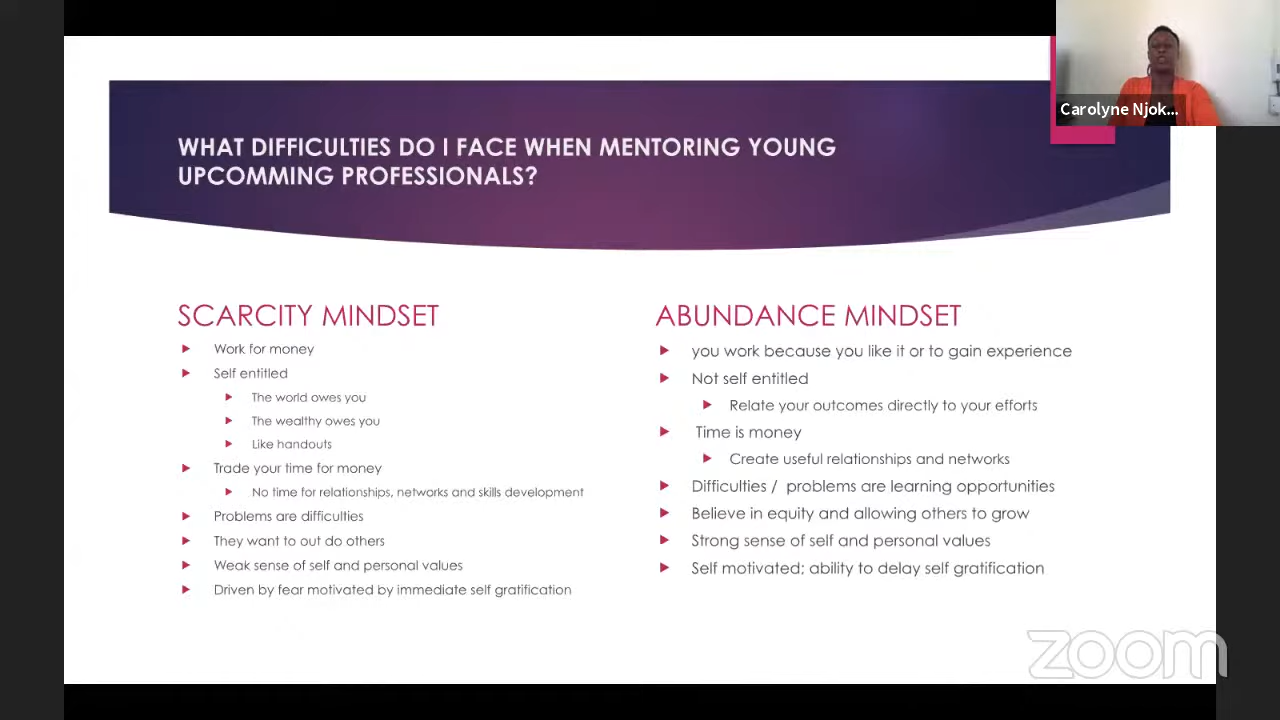 Carolyne Njok...
WHAT DIFFICULTIES DO I FACE WHEN MENTORING YOUNG
UPCOMMING PROFESSIONALS?
SCARCITY MINDSET
Work for money
Self entitled
The world owes you
The wealthy owes you
Like handouts
Trade your time for money
No time for relationships, networks and skills development
Problems are difficulties
They want to out do others
Weak sense of self and personal values
Driven by fear motivated by immediate self gratification
ABUNDANCE MINDSET
you work because you like it or to gain experience
Not self entitled
Relate your outcomes directly to your efforts
Time is money
Create useful relationships and networks
Difficulties / problems are learning opportunities
Believe in equity and allowing others to grow
Strong sense of self and personal values
Self motivated; ability to delay self gratification
zoom